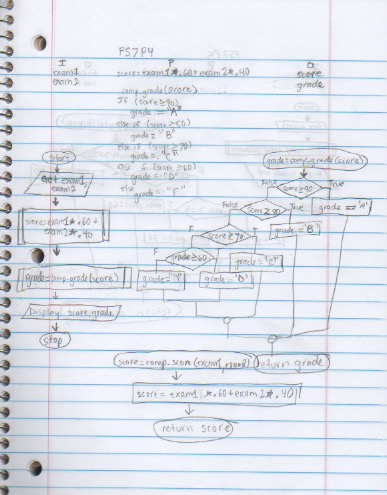 PS7P4
I P O
exam1 score=exam1*.60+exam2*.40 score
exam2 grade
comp_grade(score)
If (score≥90)
grade = "A"
else if (score≥80)
grade = "B"
else if (score≥70)
else if (score≥60)
grade = "D"
else
grade = "F"
start
get exam1,
exam2
score=exam1*.60+
exam2*.40
grade=comp_grade(score)
Display score,grade
stop
grade=comp_grade(score)
score≥90
False True
grade = "A"
False True
grade = "B"
score≥70
F T
grade = "C"
grade≥60
F
grade = "F" grade = "D"
return grade
score=comp_score(exam1,exam2)
score = exam1*.60+exam2*.40
return score